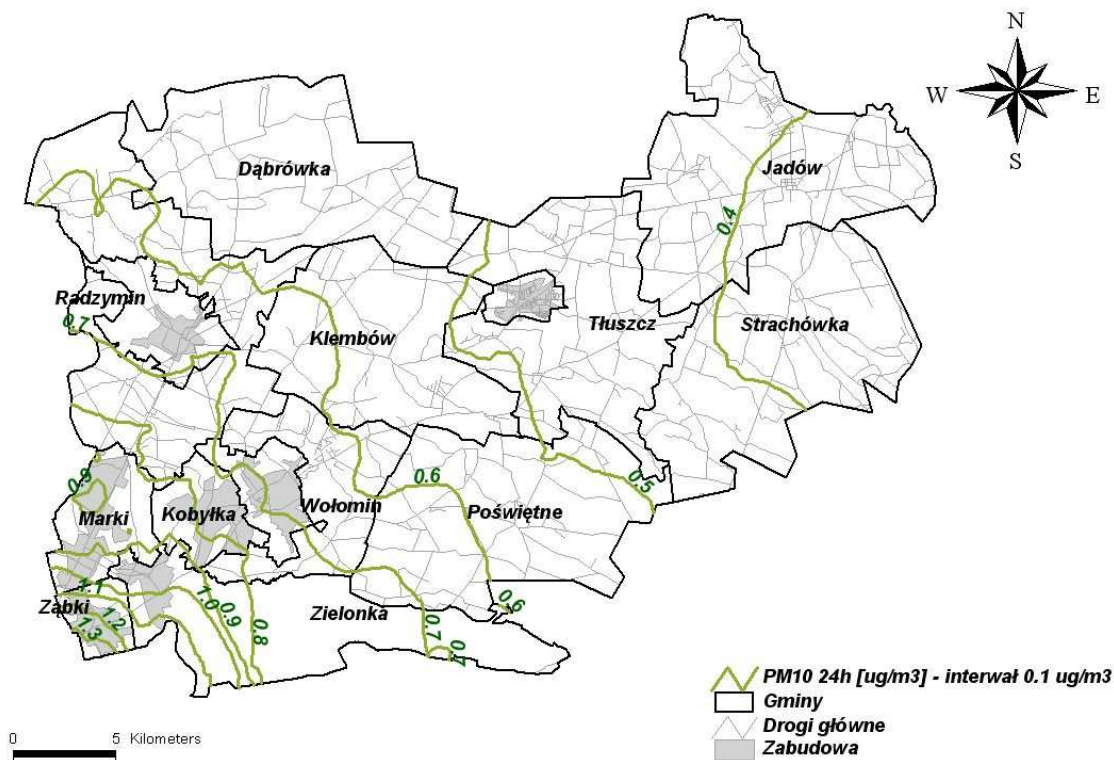 N
W E
S
Dąbrówka
Jadów
0.4
Radzymin
0.7
Klembów
Tłuszcz
Strachówka
0.9
0.6
0.5
Marki
Kobyłka
Wołomin
Poświętne
Ząbki
1.1
1.2
1.3
1.0
0.9
0.8
Zielonka
0.7
0.7
0.6
PM10 24h [ug/m3] - interwał 0.1 ug/m3
Gminy
Drogi główne
Zabudowa
0 5 Kilometers